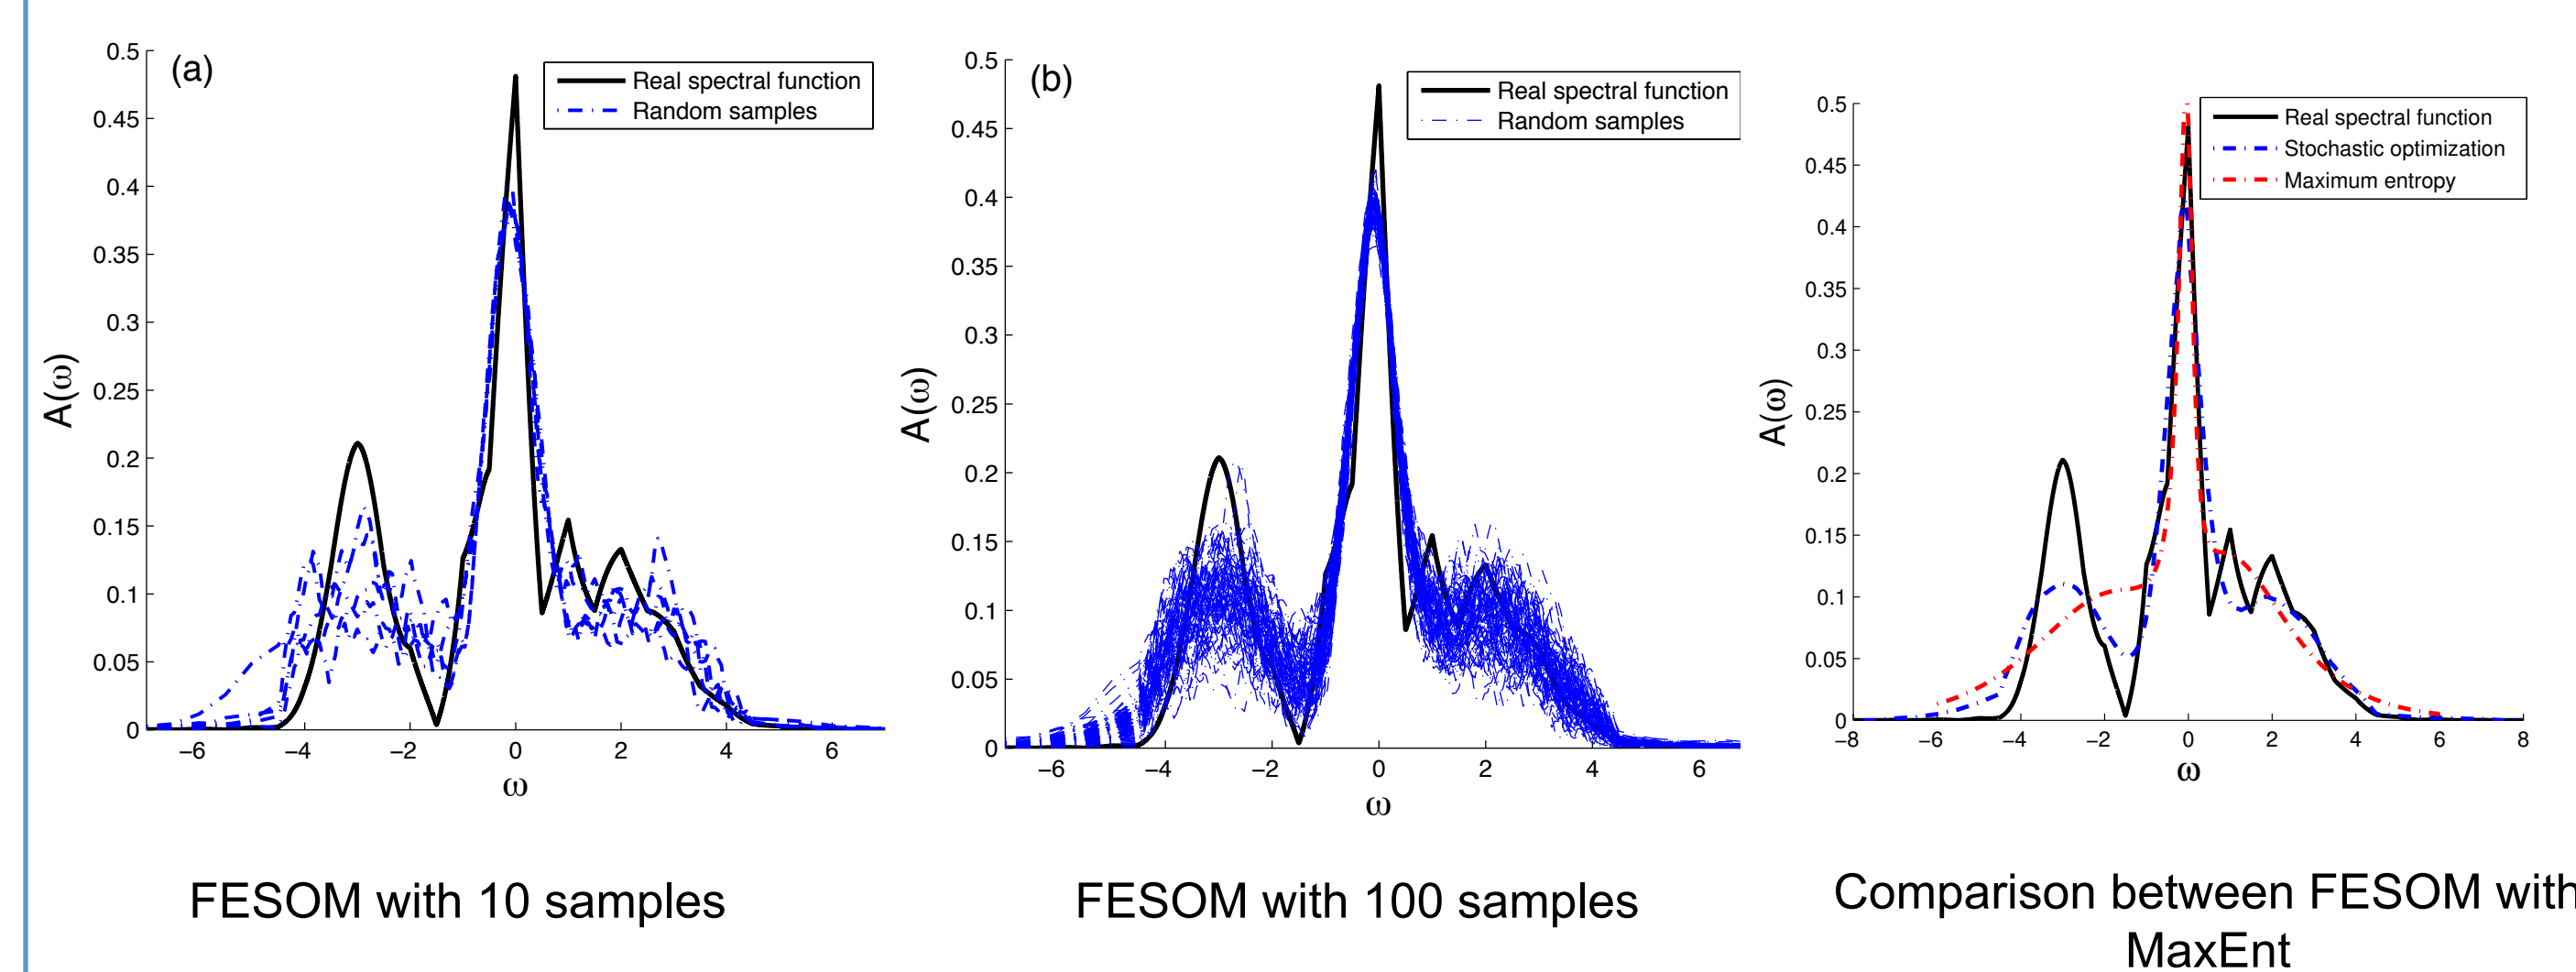 (a)
Real spectral function
Random samples
0.5
0.45
0.4
0.35
0.3
0.25
0.2
0.15
0.1
0.05
0
A(ω)
−6 −4 −2 0 2 4 6
ω
FESOM with 10 samples
(b)
Real spectral function
Random samples
0.5
0.45
0.4
0.35
0.3
0.25
0.2
0.15
0.1
0.05
0
A(ω)
−6 −4 −2 0 2 4 6
ω
FESOM with 100 samples
Real spectral function
Stochastic optimization
Maximum entropy
0.5
0.45
0.4
0.35
0.3
0.25
0.2
0.15
0.1
0.05
0
A(ω)
−8 −6 −4 −2 0 2 4 6 8
ω
Comparison between FESOM with
MaxEnt